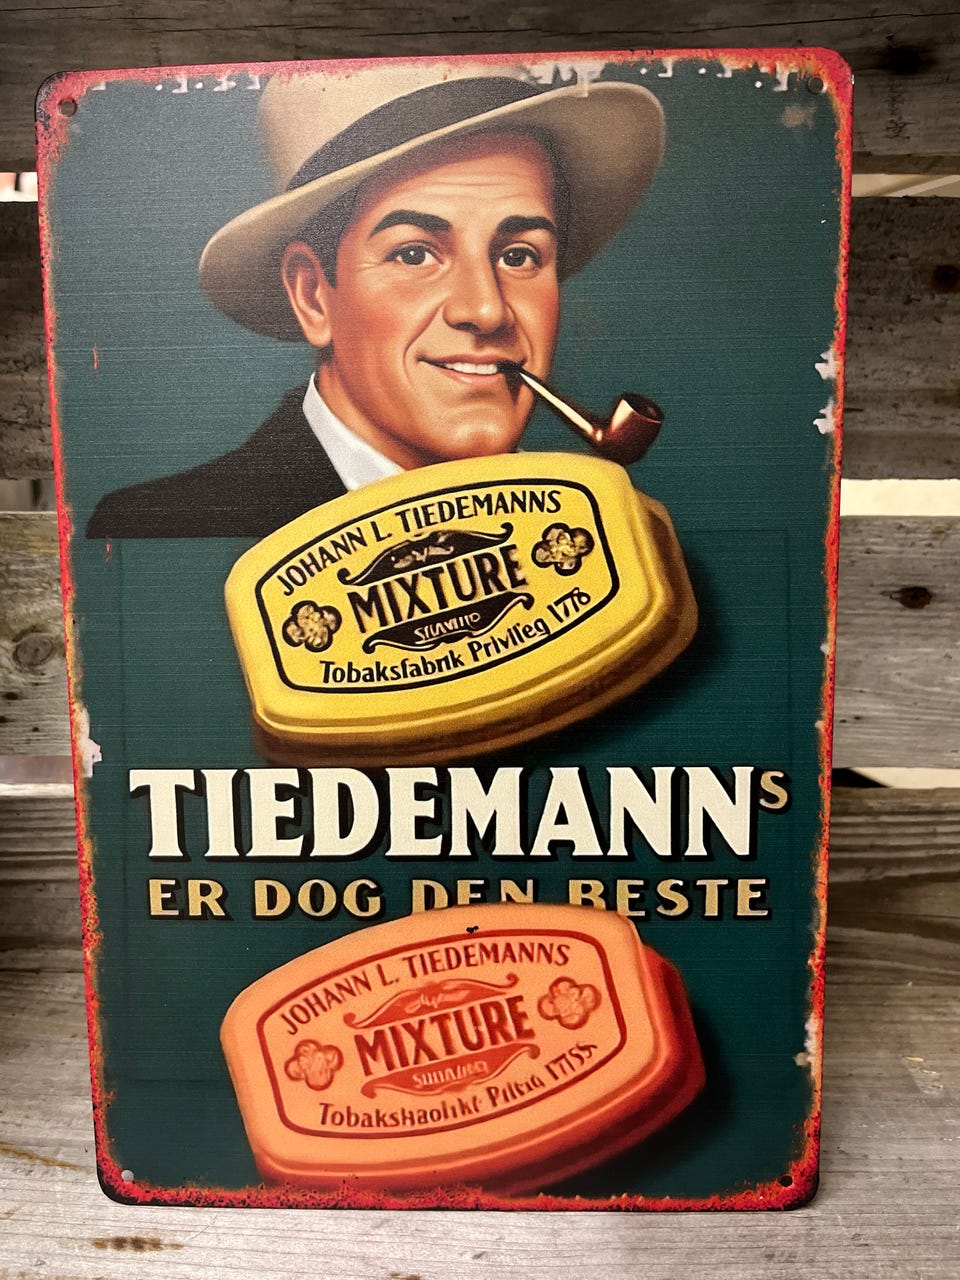 JOHANN L. TIEDEMANNS
MIXTURE
Tobaksfabrik Privileg 1778
TIEDEMANNS
ER DOG DEN BESTE
JOHANN L. TIEDEMANNS
MIXTURE